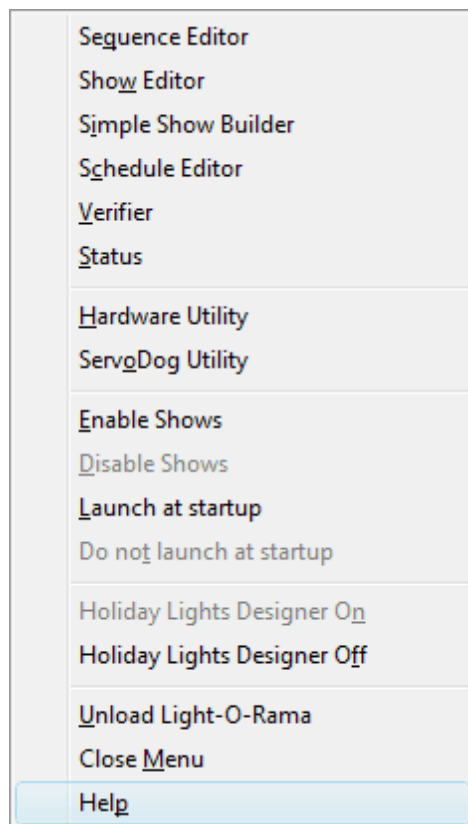 Sequence Editor
Show Editor
Simple Show Builder
Schedule Editor
Verifier
Status
Hardware Utility
ServoDog Utility
Enable Shows
Disable Shows
Launch at startup
Do not launch at startup
Holiday Lights Designer On
Holiday Lights Designer Off
Unload Light-O-Rama
Close Menu
Help